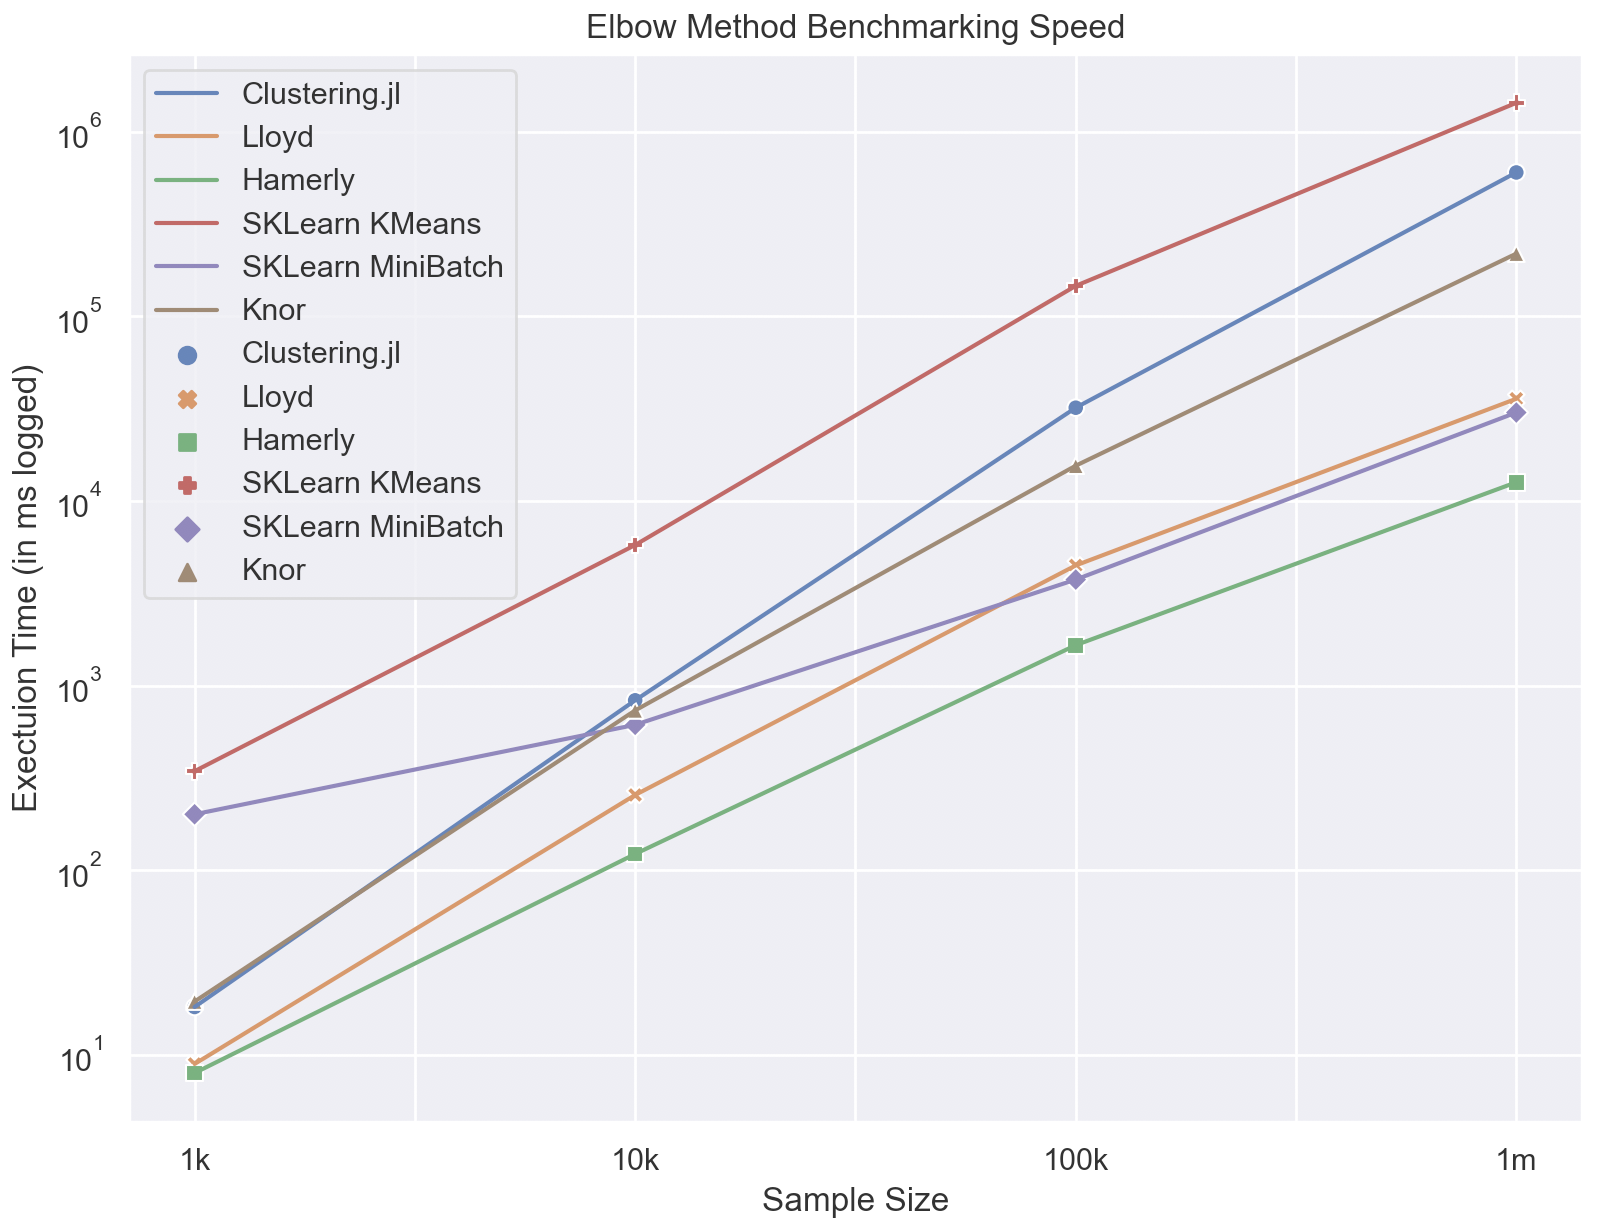 Elbow Method Benchmarking Speed
Clustering.jl
Lloyd
Hamerly
SKLearn KMeans
SKLearn MiniBatch
Knor
Clustering.jl
Lloyd
Hamerly
SKLearn KMeans
SKLearn MiniBatch
Knor
10^6
10^5
10^4
10^3
10^2
10^1
Exectuion Time (in ms logged)
1k 10k 100k 1m
Sample Size